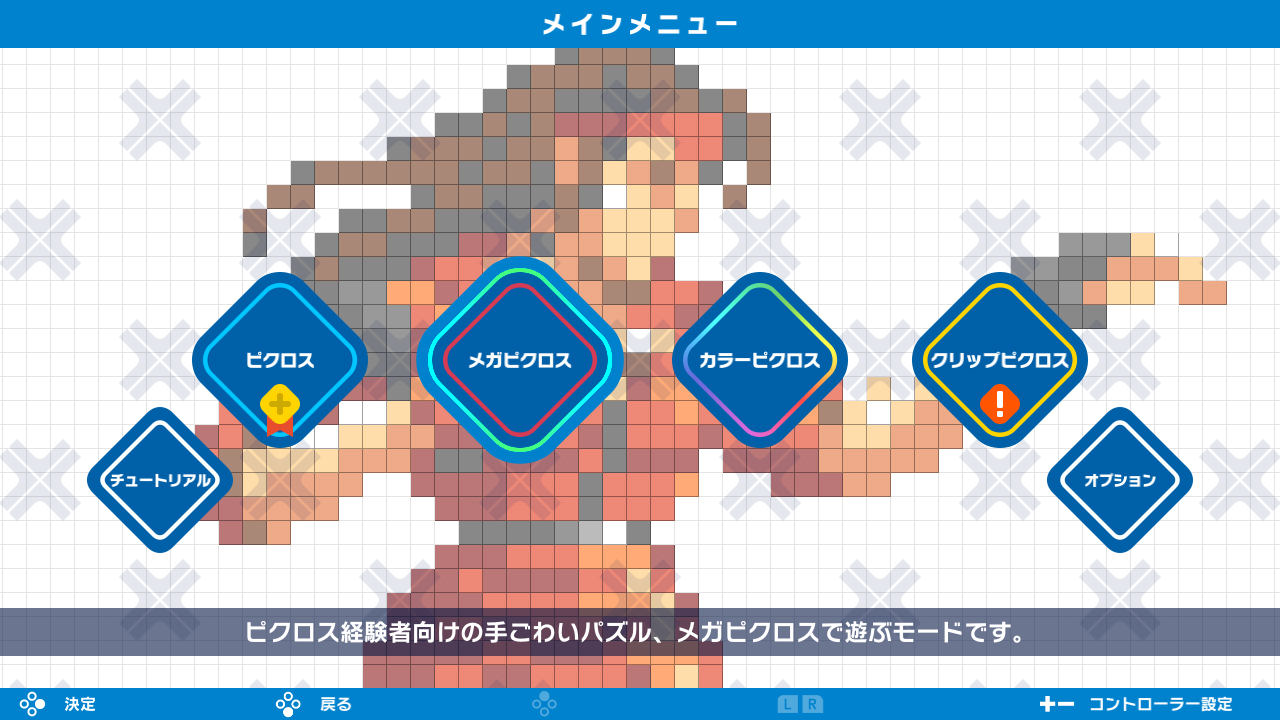 メインメニュー
ピクロス
メガピクロス
カラーピクロス
クリップピクロス
チュートリアル
オプション
ピクロス経験者向けの手ごわいパズル、メガピクロスで遊ぶモードです。
決定
戻る
L R
コントローラー設定